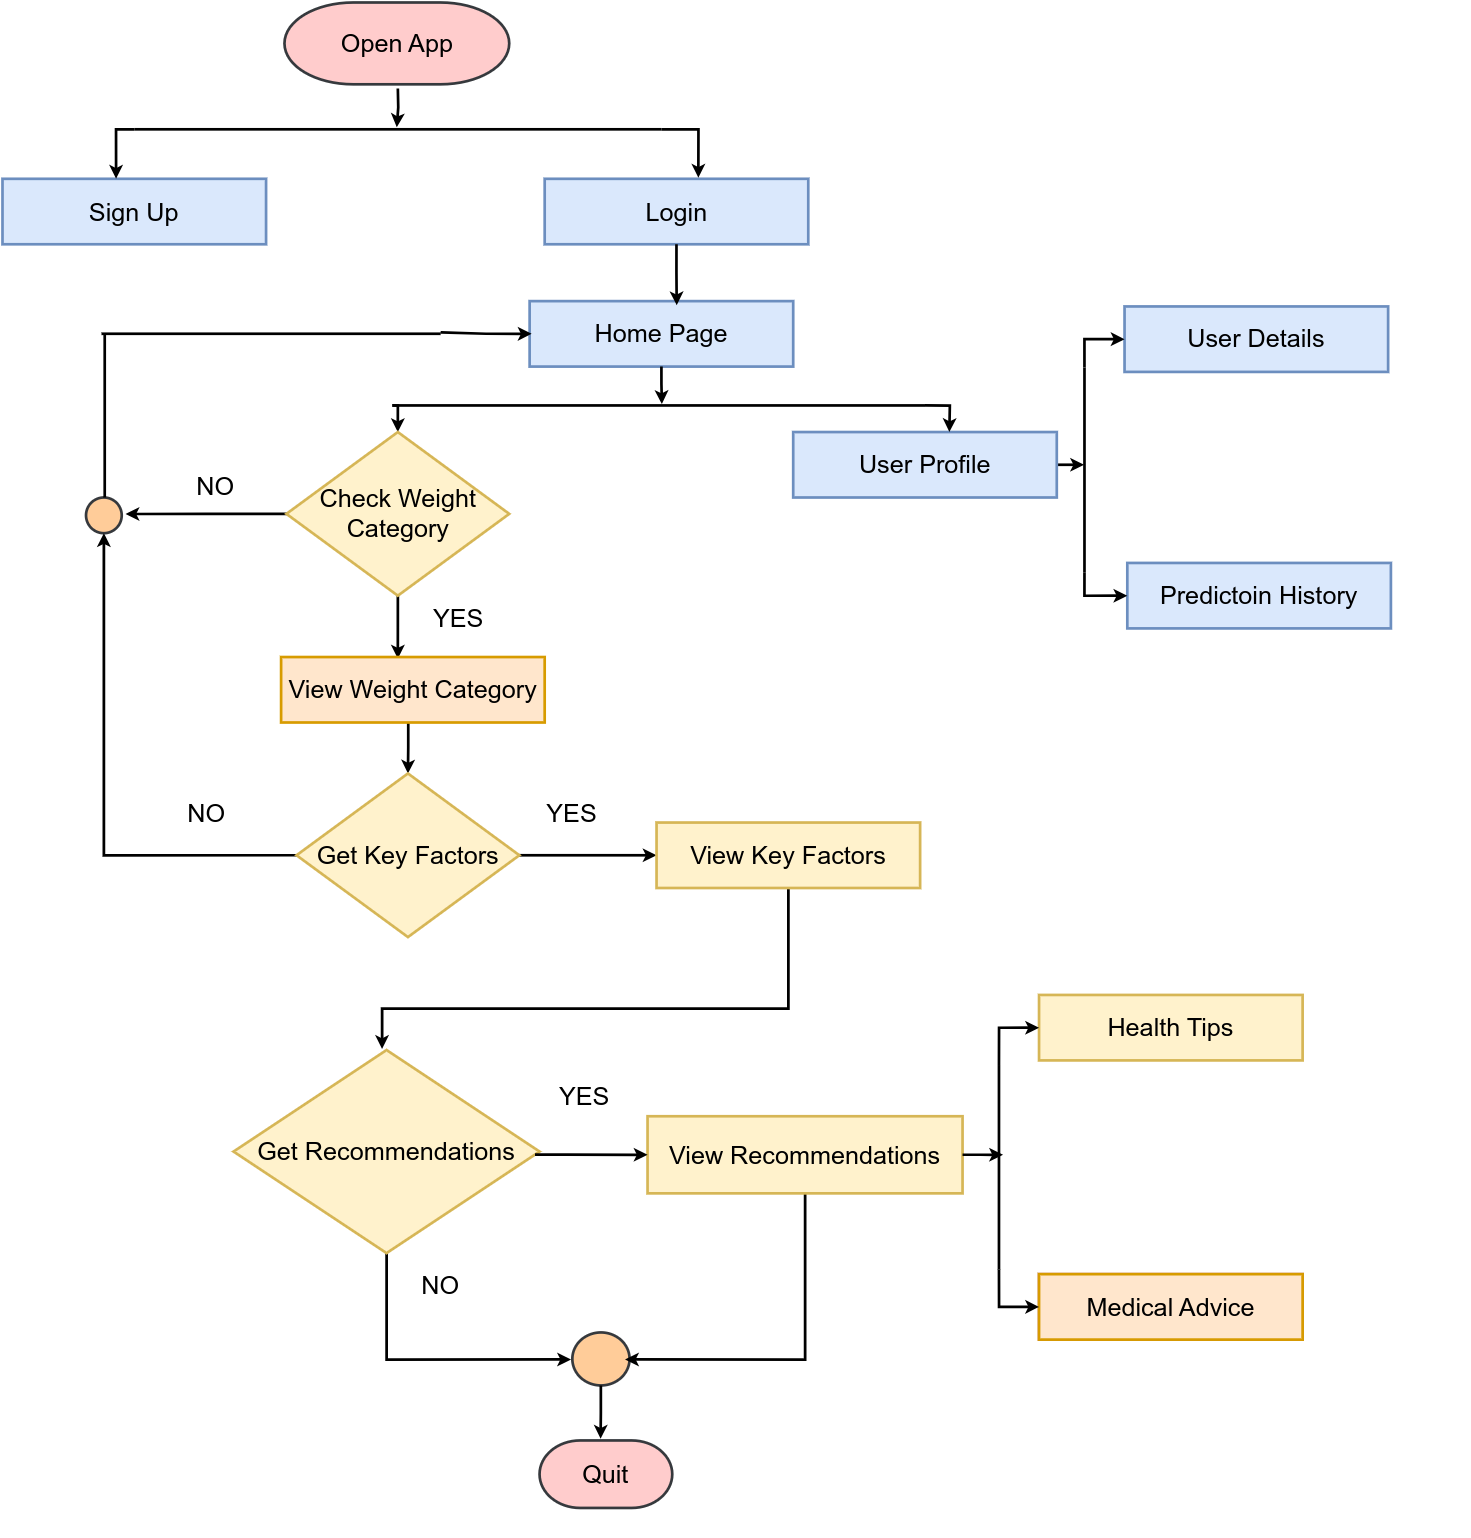 Open App
Sign Up
Login
Home Page
User Details
User Profile
NO
Check Weight
Category
Predictoin History
YES
View Weight Category
NO
YES
Get Key Factors
View Key Factors
Health Tips
YES
Get Recommendations
View Recommendations
NO
Medical Advice
Quit